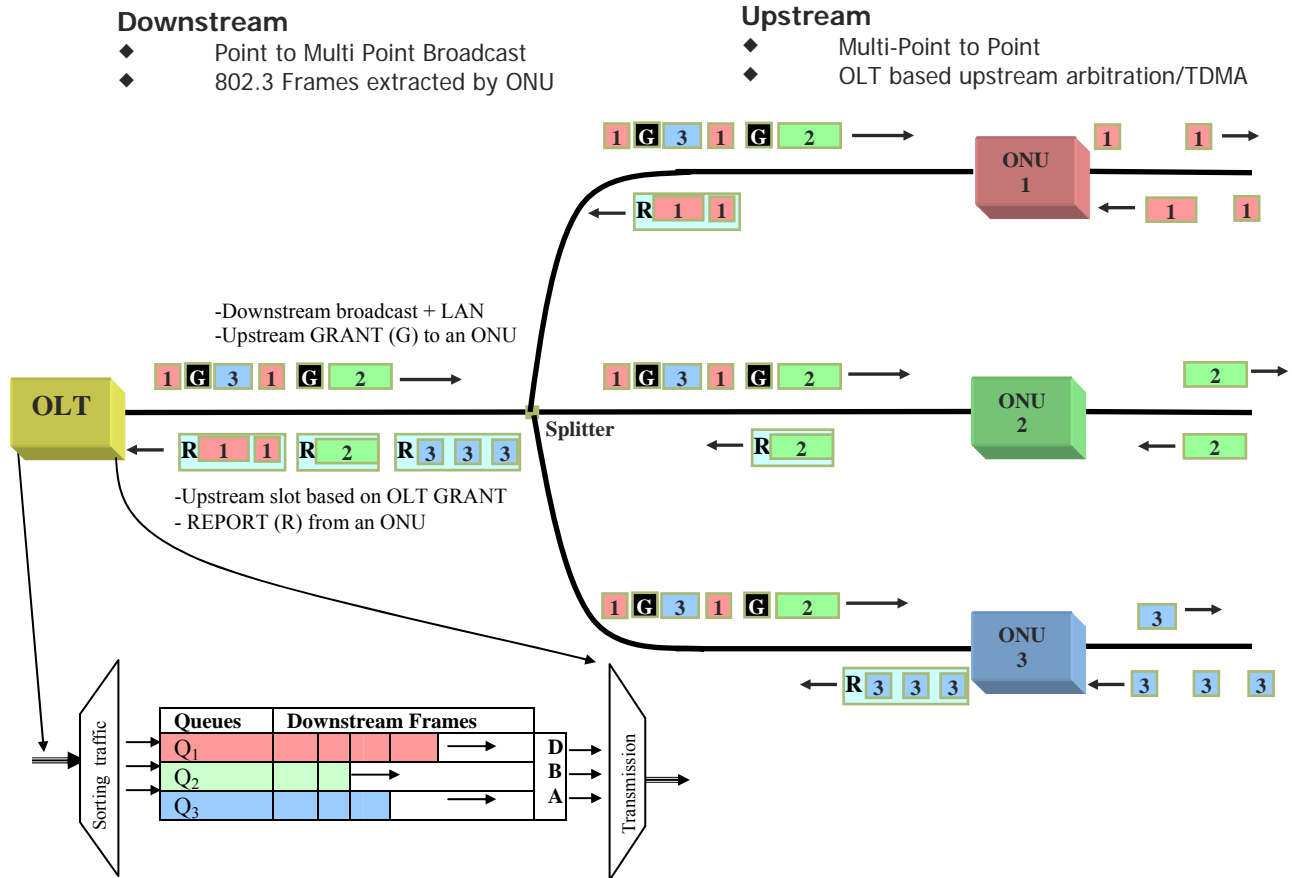 Downstream
◆ Point to Multi Point Broadcast
◆ 802.3 Frames extracted by ONU
Upstream
◆ Multi-Point to Point
◆ OLT based upstream arbitration/TDMA
1 G 3 1 G 2
ONU
1
1 1
R 1 1
1 1
-Downstream broadcast + LAN
-Upstream GRANT (G) to an ONU
1 G 3 1 G 2
OLT
Splitter
R 1 1 R 2 R 3 3 3
-Upstream slot based on OLT GRANT
- REPORT (R) from an ONU
1 G 3 1 G 2
ONU
2
2
R 2
2
1 G 3 1 G 2
ONU
3
3
R 3 3 3
3 3 3
Sorting traffic
Queues Downstream Frames
Q1
Q2
Q3
D
B
A
Transmission